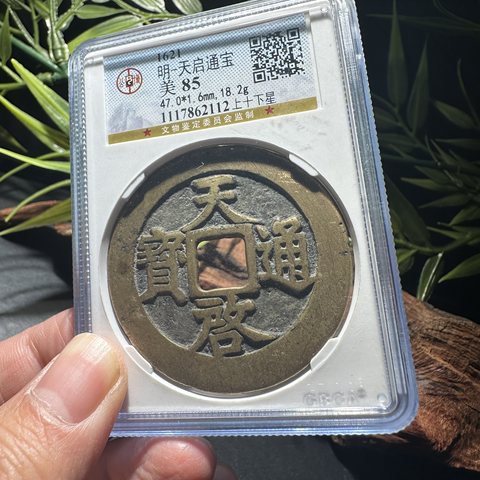 1621
明·天启通宝
美 85
47.0*1.6mm,18.2g
1117862112 上十下星
★ 文物鉴定委员会监制 ★
天
寶 通
啓